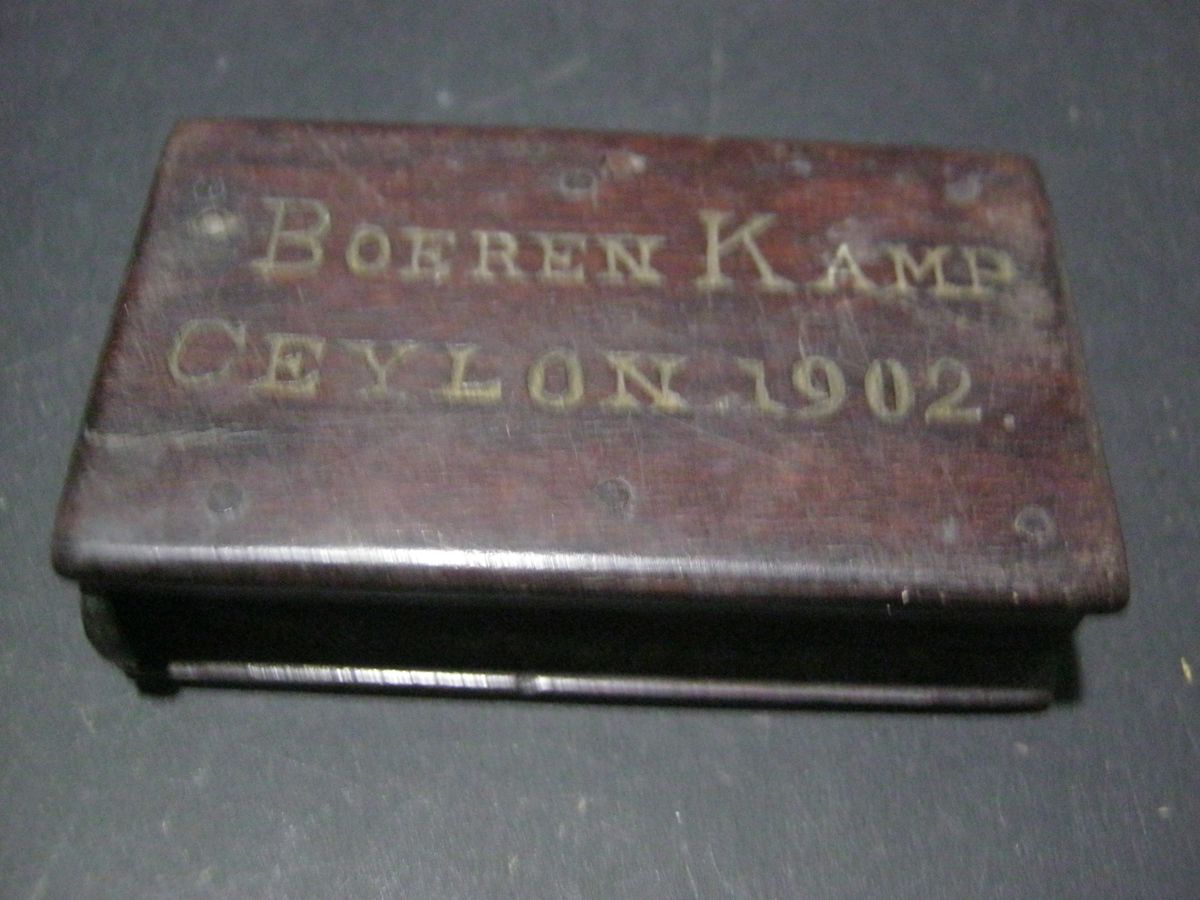 BOEREN KAMP
CEYLON 1902.